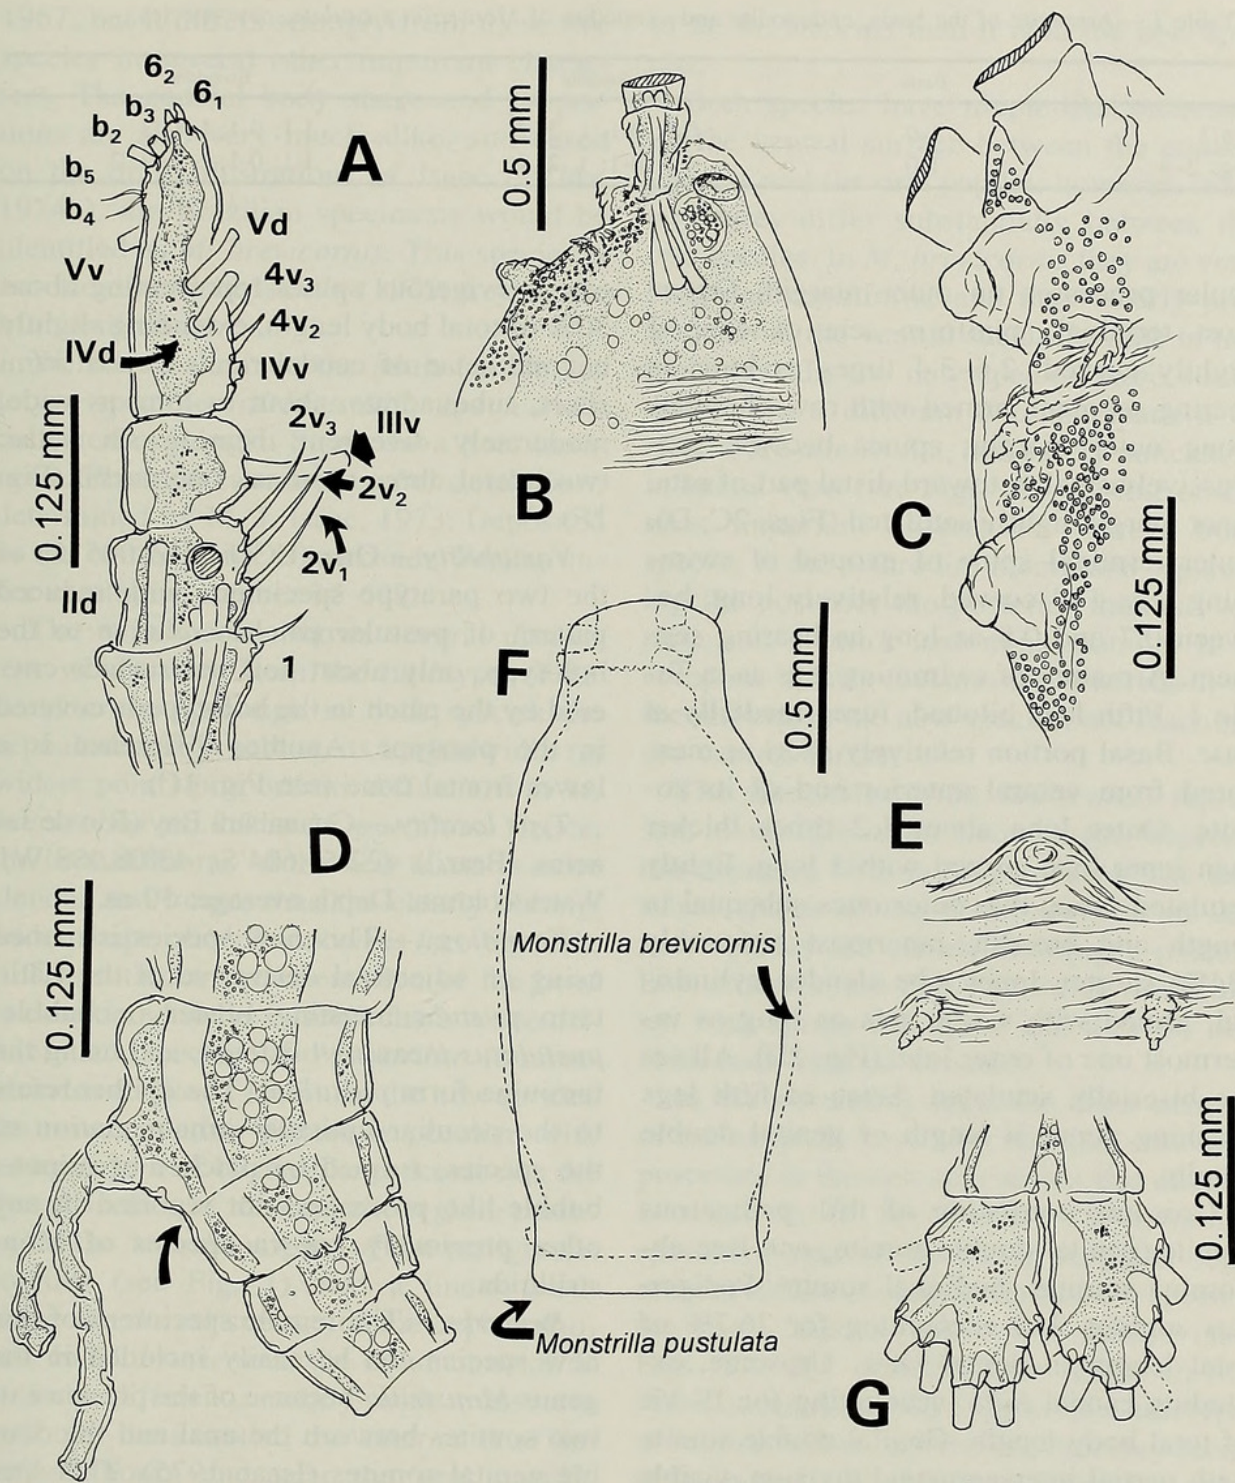 6₂
6₁
b₃
b₂
A
b₅
b₄
Vd
Vv
4v₃
4v₂
IVd
IVv
2v₃
IIIv
2v₂
2v₁
0.125 mm
IId
1
0.5 mm
B
C
0.125 mm
F
0.5 mm
D
E
0.125 mm
Monstrilla brevicornis
Monstrilla pustulata
0.125 mm
G